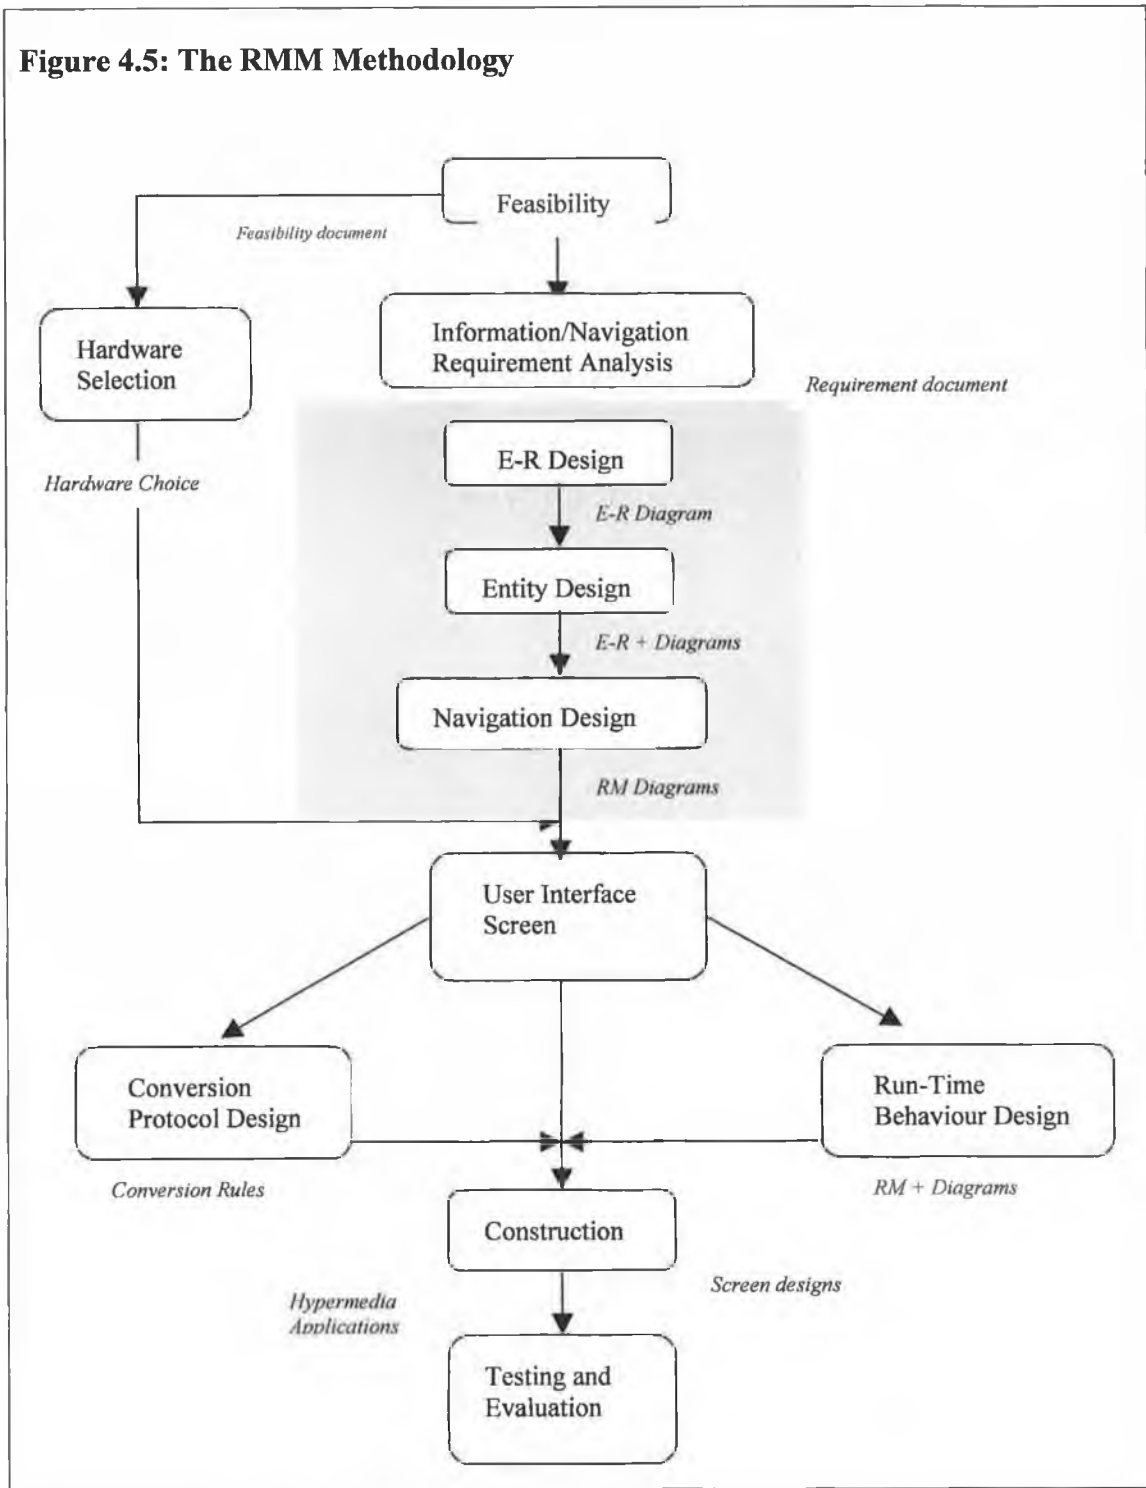 Figure 4.5: The RMM Methodology
Feasibility
Feasibility document
Hardware
Selection
Information/Navigation
Requirement Analysis
Requirement document
E-R Design
Hardware Choice
E-R Diagram
Entity Design
E-R + Diagrams
Navigation Design
RM Diagrams
User Interface
Screen
Conversion
Protocol Design
Run-Time
Behaviour Design
Conversion Rules
RM + Diagrams
Construction
Screen designs
Hypermedia
Applications
Testing and
Evaluation